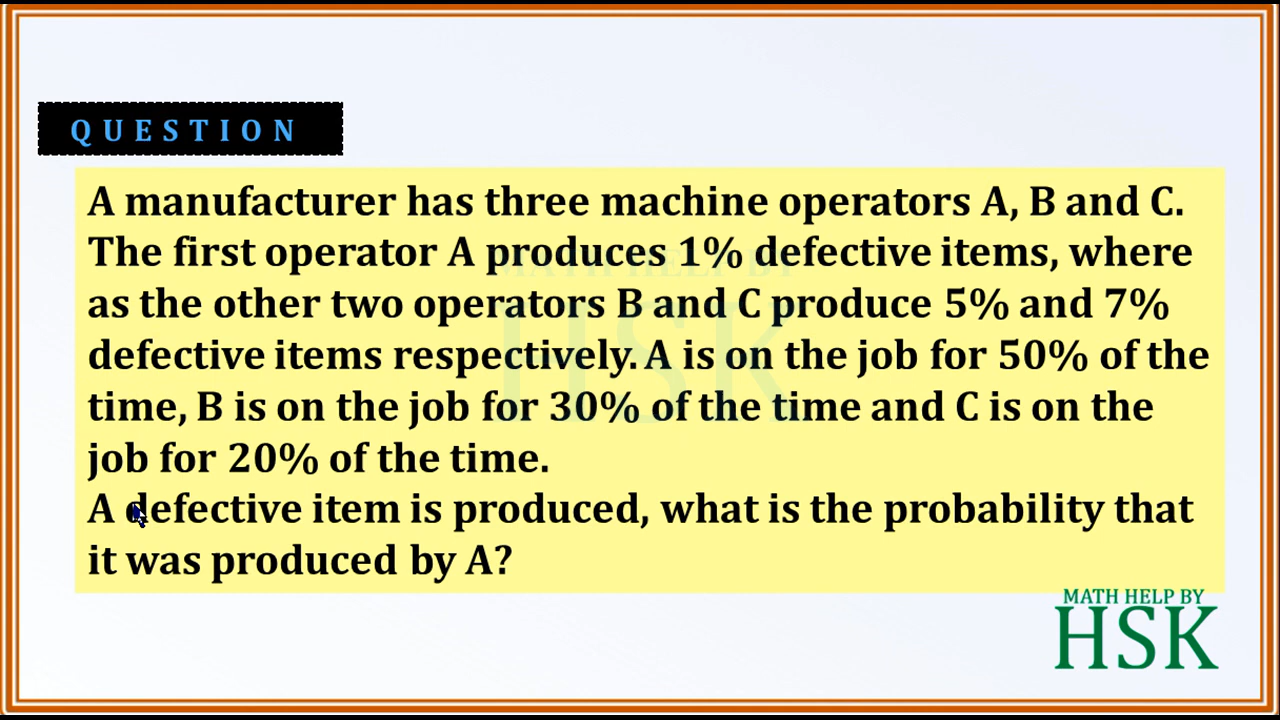 QUESTION
A manufacturer has three machine operators A, B and C.
The first operator A produces 1% defective items, where
as the other two operators B and C produce 5% and 7%
defective items respectively. A is on the job for 50% of the
time, B is on the job for 30% of the time and C is on the
job for 20% of the time.
A defective item is produced, what is the probability that
it was produced by A?
MATH HELP BY
HSK